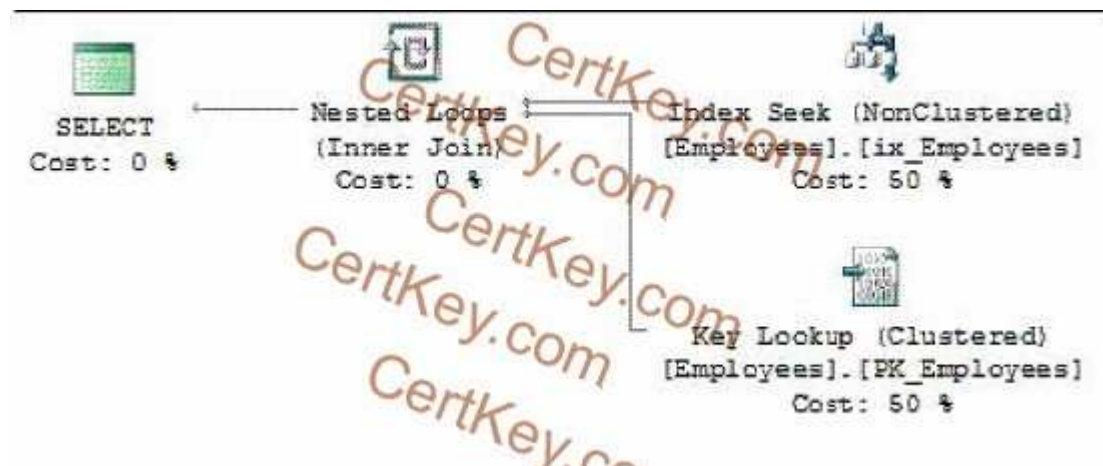 SELECT
Cost: 0 %
Nested Loops
(Inner Join)
Cost: 0 %
Index Seek (NonClustered)
[Employees].[ix_Employees]
Cost: 50 %
Key Lookup (Clustered)
[Employees].[PK_Employees]
Cost: 50 %
CertKey.com
CertKey.com
CertKey.com
CertKey.com
CertKey.co